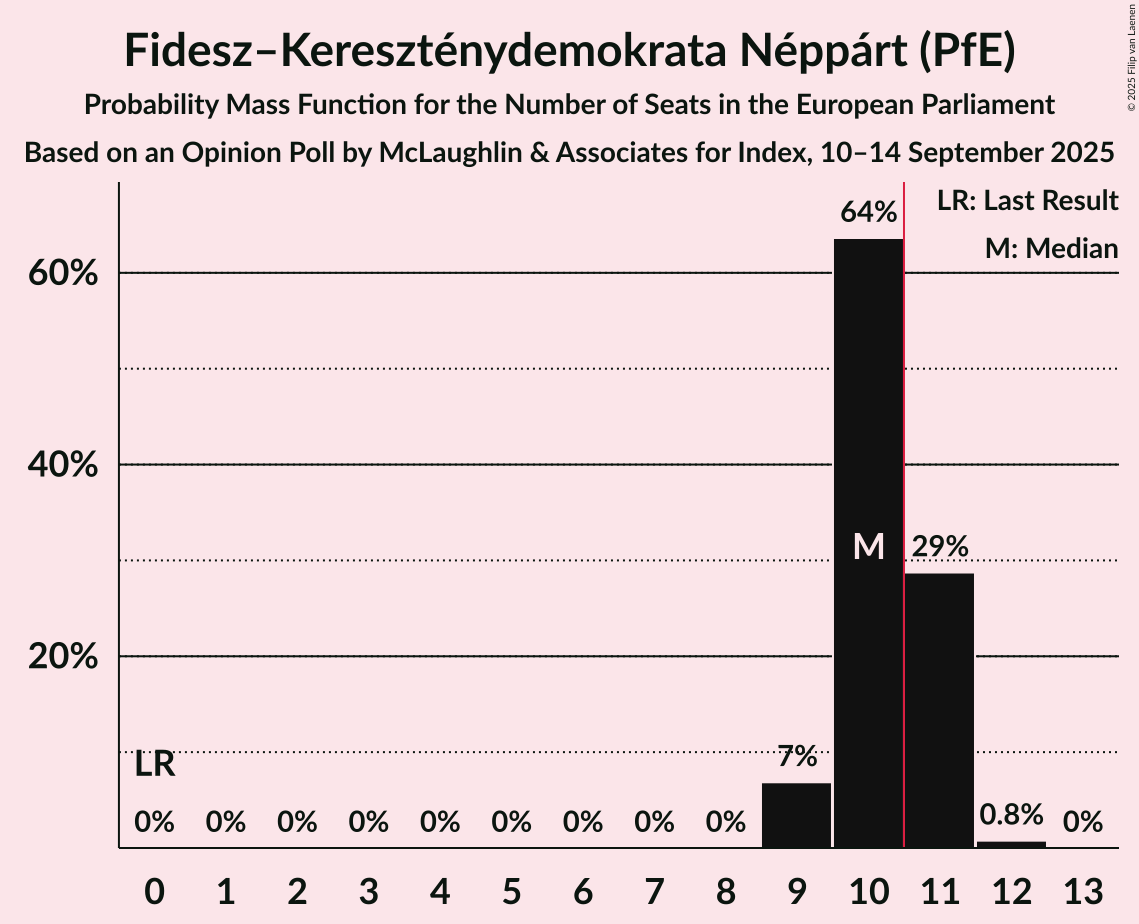 Fidesz–Kereszténydemokrata Néppárt (PfE)
Probability Mass Function for the Number of Seats in the European Parliament
Based on an Opinion Poll by McLaughlin & Associates for Index, 10–14 September 2025
© 2025 Filip van Laenen
LR: Last Result
M: Median
64%
60%
40%
M
29%
20%
LR
7%
0% 0% 0% 0% 0% 0% 0% 0% 0% 0.8% 0%
0 1 2 3 4 5 6 7 8 9 10 11 12 13